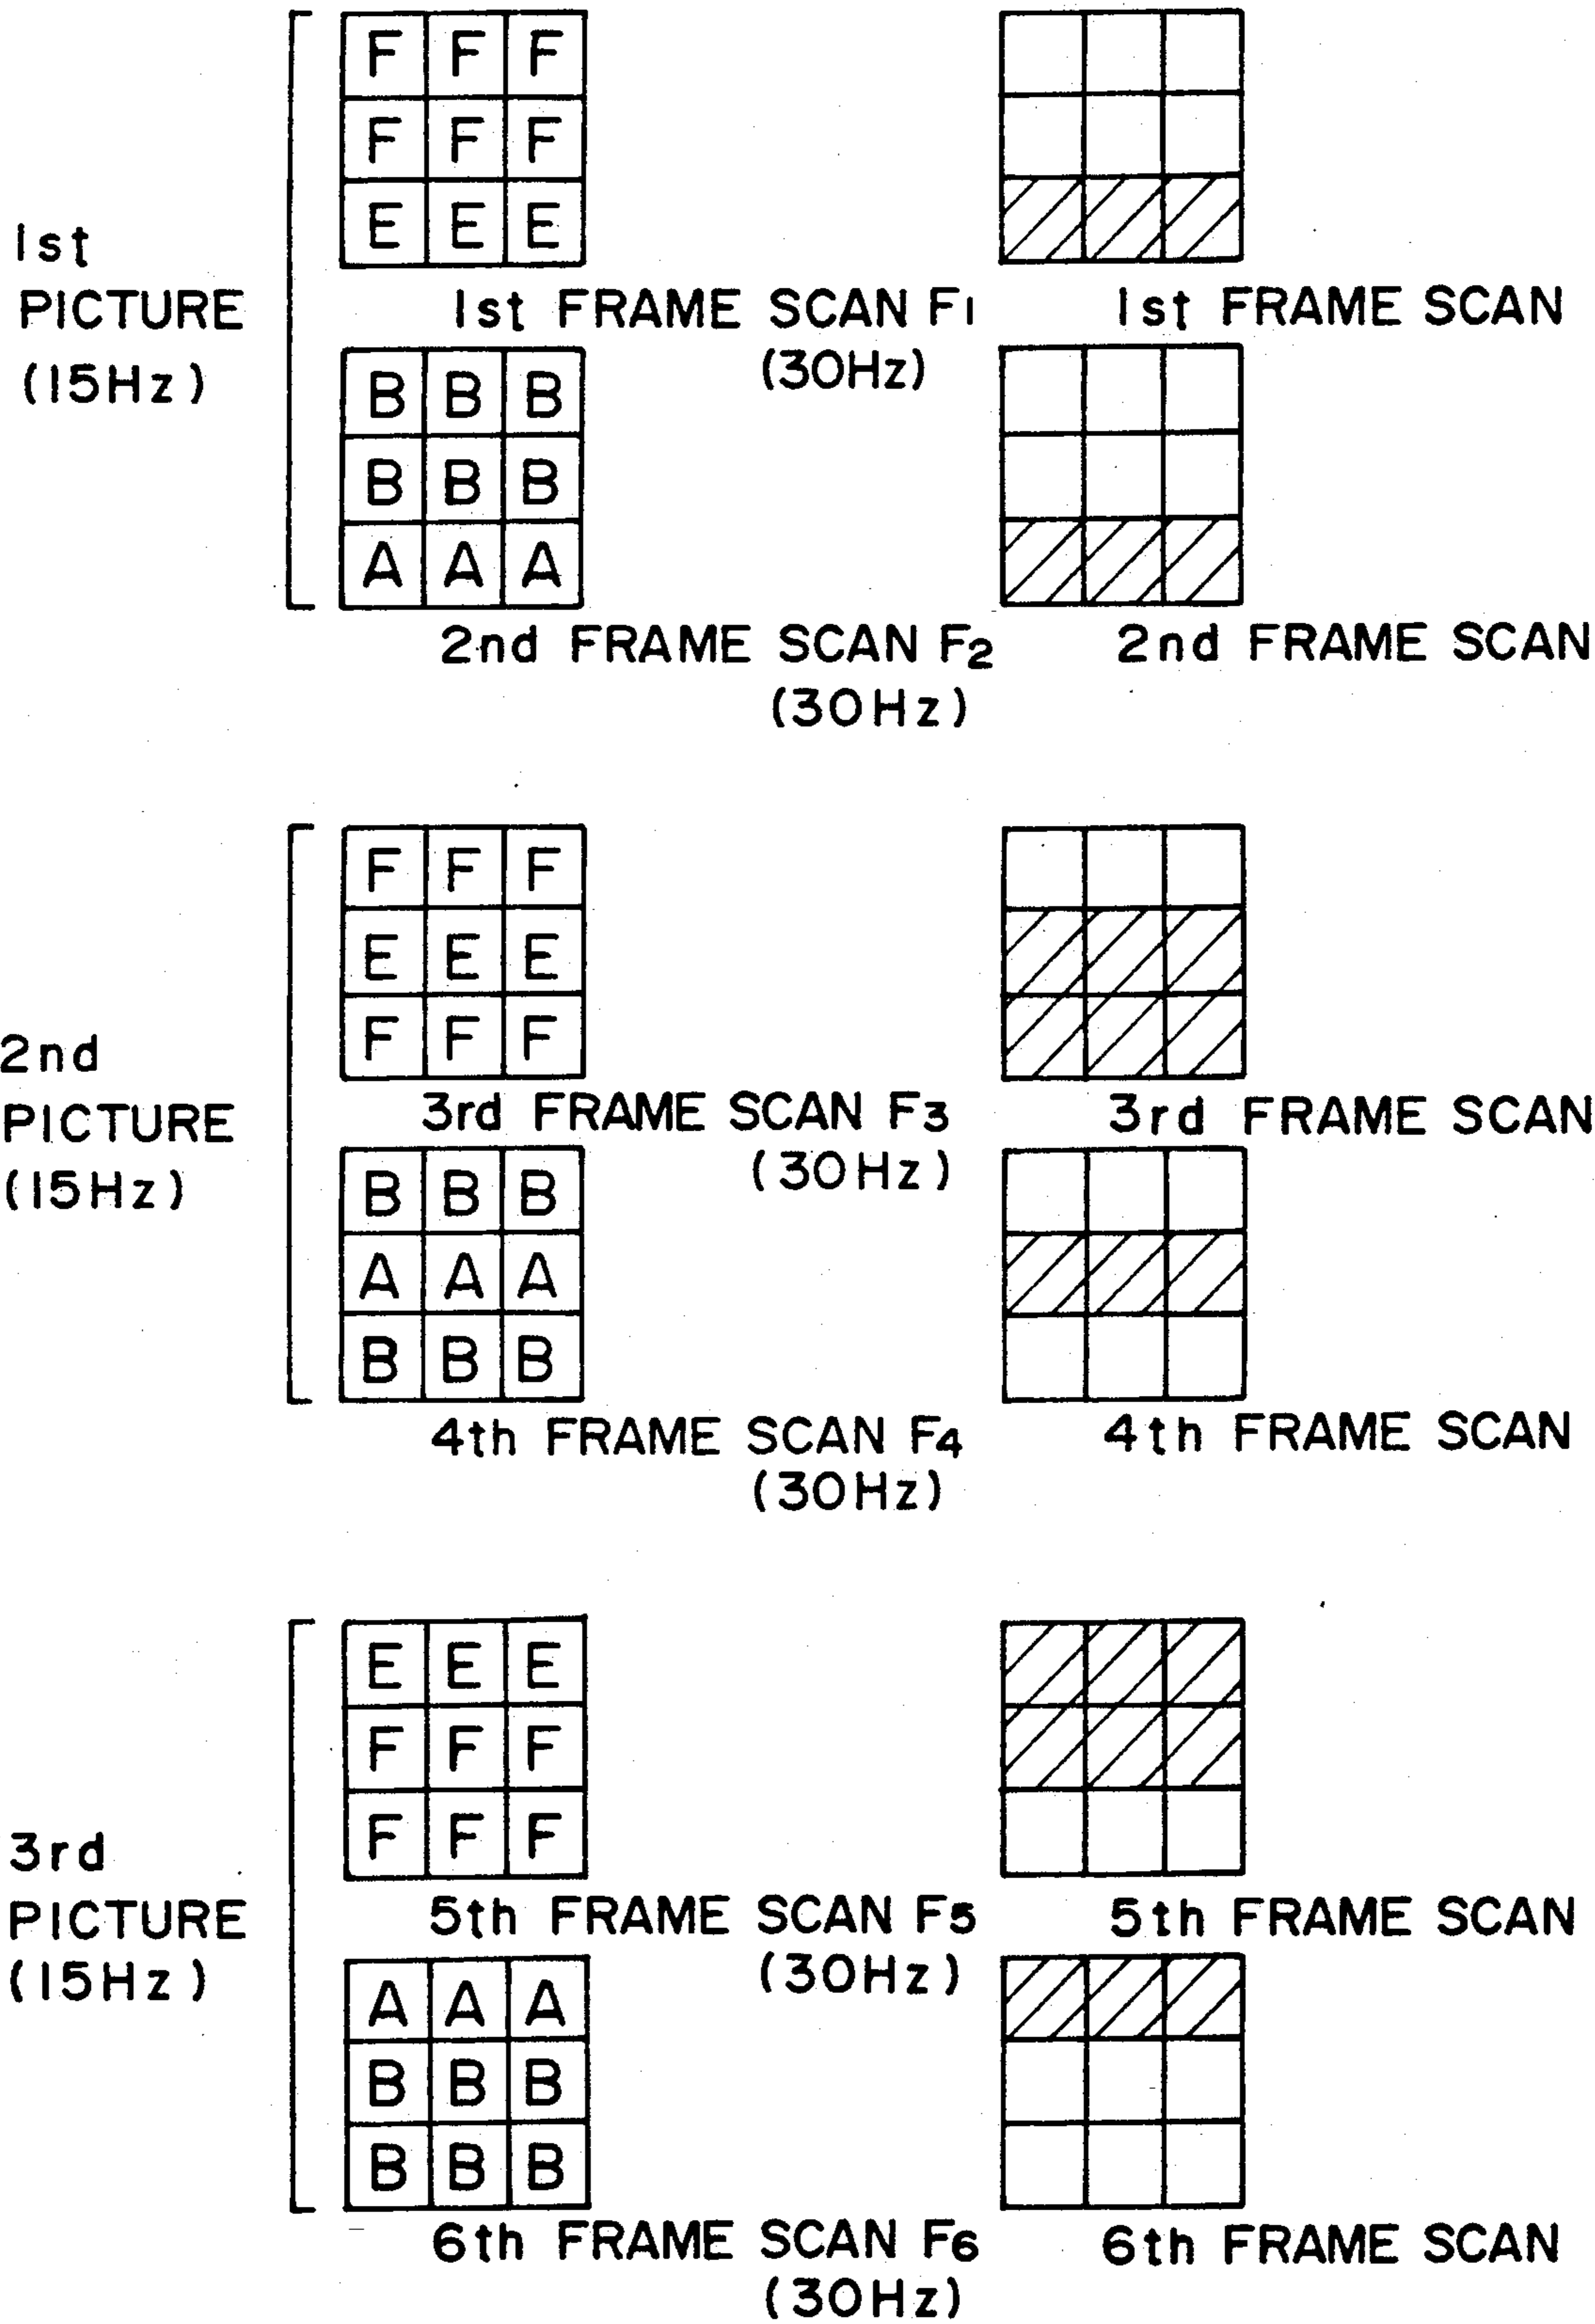 F F F
F F F
E E E
1st FRAME SCAN F1
(30Hz)
1st FRAME SCAN
1st
PICTURE
(15Hz)
B B B
B B B
A A A
2nd FRAME SCAN F2
(30Hz)
2nd FRAME SCAN
F F F
E E E
F F F
3rd FRAME SCAN F3
(30Hz)
3rd FRAME SCAN
2nd
PICTURE
(15Hz)
B B B
A A A
B B B
4th FRAME SCAN F4
(30Hz)
4th FRAME SCAN
E E E
F F F
F F F
5th FRAME SCAN F5
(30Hz)
5th FRAME SCAN
3rd
PICTURE
(15Hz)
A A A
B B B
B B B
6th FRAME SCAN F6
(30Hz)
6th FRAME SCAN